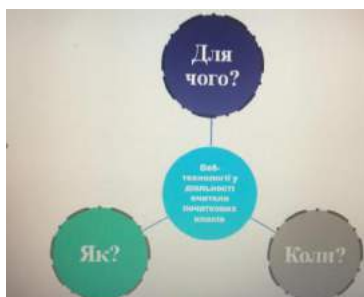 Для
чого?
Веб-
технології у
діяльності
вчителя
початкових
класів
Як?
Коли?